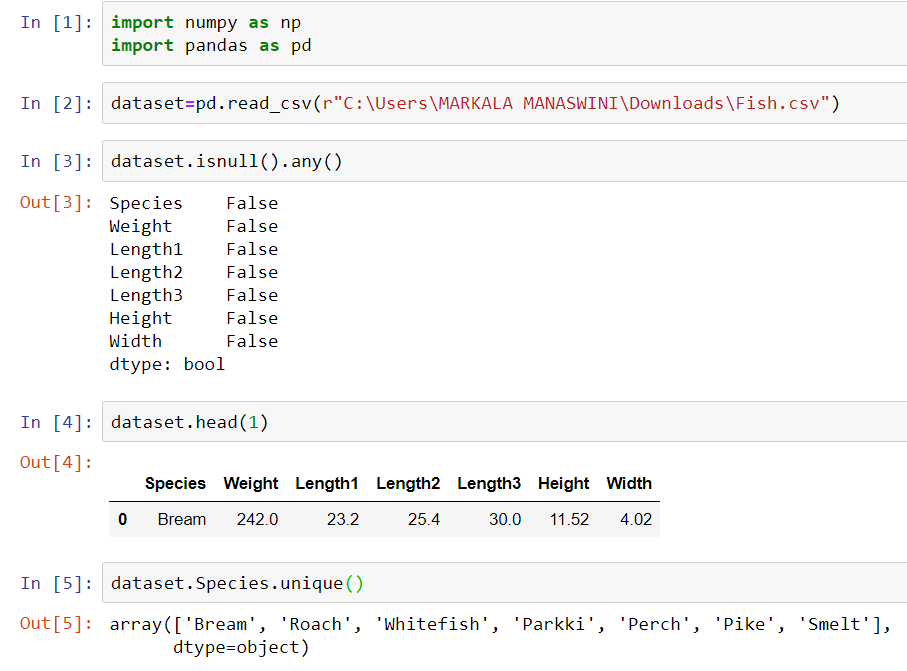 In [1]: import numpy as np
import pandas as pd
In [2]: dataset=pd.read_csv(r"C:\Users\MARKALA MANASWINI\Downloads\Fish.csv")
In [3]: dataset.isnull().any()
Out[3]: Species False
Weight False
Length1 False
Length2 False
Length3 False
Height False
Width False
dtype: bool
In [4]: dataset.head(1)
Out[4]:
Species Weight Length1 Length2 Length3 Height Width
0 Bream 242.0 23.2 25.4 30.0 11.52 4.02
In [5]: dataset.Species.unique()
Out[5]: array(['Bream', 'Roach', 'Whitefish', 'Parkki', 'Perch', 'Pike', 'Smelt'],
dtype=object)